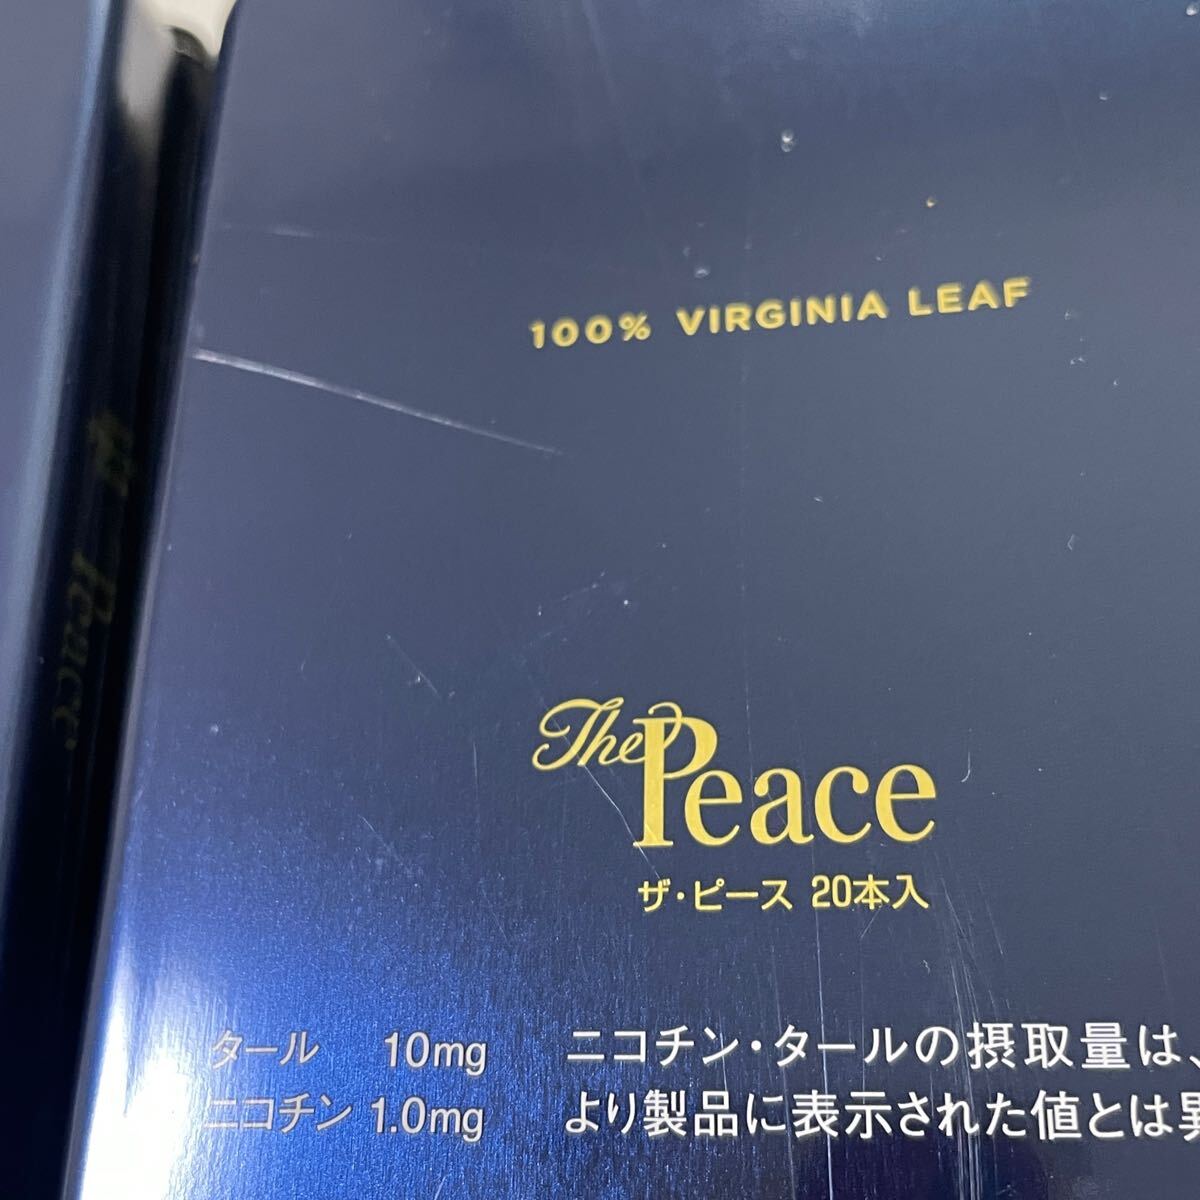 100% VIRGINIA LEAF
The Peace
ザ・ピース 20本入
タール 10mg
ニコチン 1.0mg
ニコチン・タールの摂取量は、
より製品に表示された値とは異
Peace